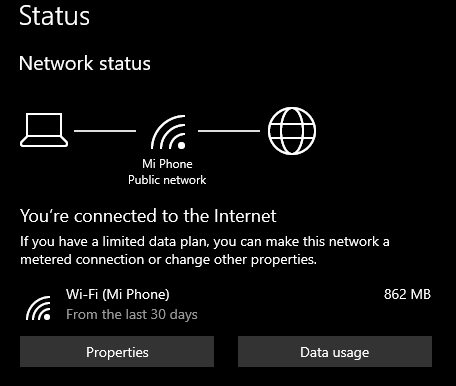 Status
Network status
Mi Phone
Public network
You’re connected to the Internet
If you have a limited data plan, you can make this network a
metered connection or change other properties.
Wi-Fi (Mi Phone) 862 MB
From the last 30 days
Properties Data usage